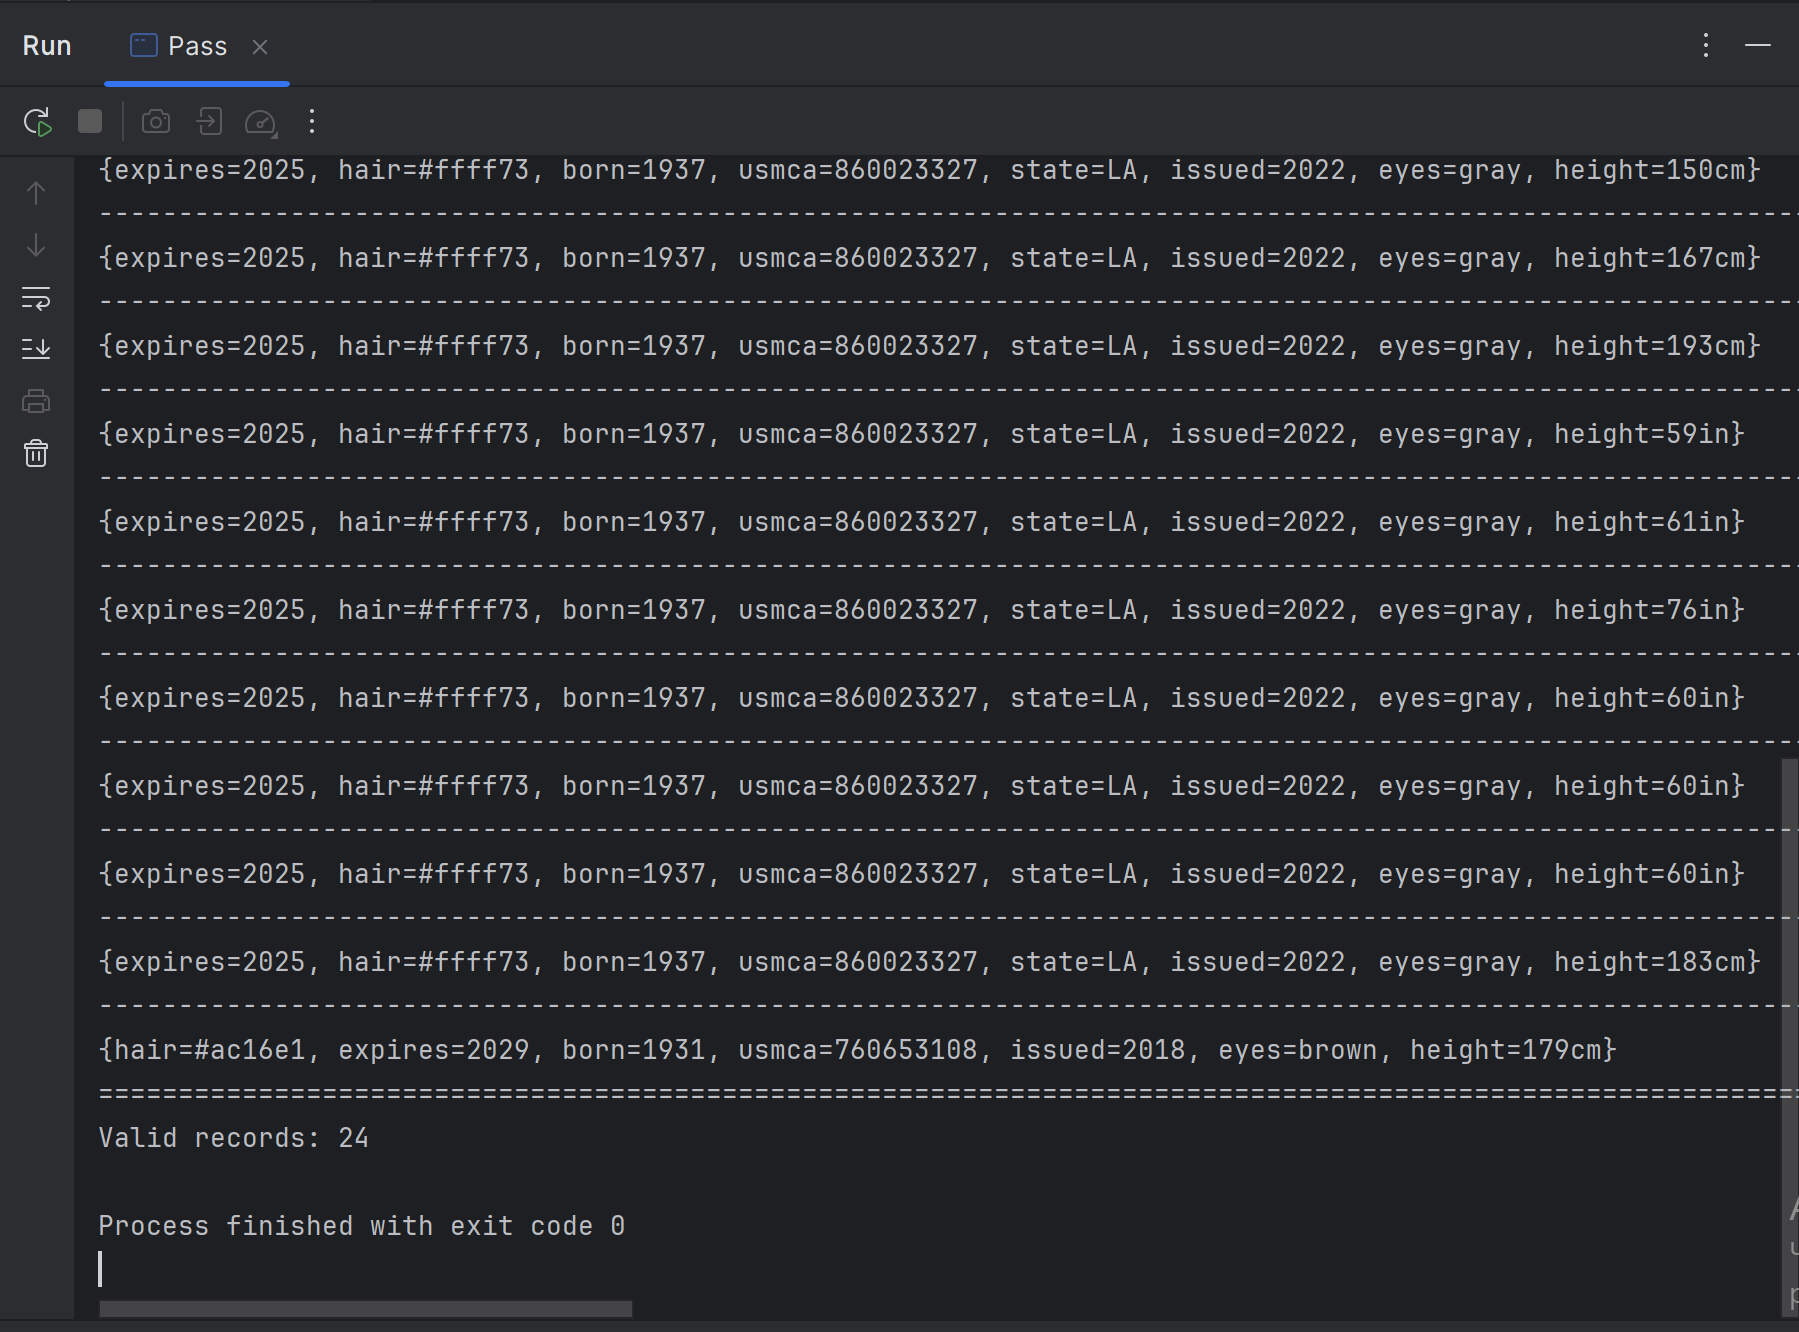 Run Pass
{expires=2025, hair=#ffff73, born=1937, usmca=860023327, state=LA, issued=2022, eyes=gray, height=150cm}
----------------------------------------------------------------------------------------------------------
{expires=2025, hair=#ffff73, born=1937, usmca=860023327, state=LA, issued=2022, eyes=gray, height=167cm}
----------------------------------------------------------------------------------------------------------
{expires=2025, hair=#ffff73, born=1937, usmca=860023327, state=LA, issued=2022, eyes=gray, height=193cm}
----------------------------------------------------------------------------------------------------------
{expires=2025, hair=#ffff73, born=1937, usmca=860023327, state=LA, issued=2022, eyes=gray, height=59in}
----------------------------------------------------------------------------------------------------------
{expires=2025, hair=#ffff73, born=1937, usmca=860023327, state=LA, issued=2022, eyes=gray, height=61in}
----------------------------------------------------------------------------------------------------------
{expires=2025, hair=#ffff73, born=1937, usmca=860023327, state=LA, issued=2022, eyes=gray, height=76in}
----------------------------------------------------------------------------------------------------------
{expires=2025, hair=#ffff73, born=1937, usmca=860023327, state=LA, issued=2022, eyes=gray, height=60in}
----------------------------------------------------------------------------------------------------------
{expires=2025, hair=#ffff73, born=1937, usmca=860023327, state=LA, issued=2022, eyes=gray, height=60in}
----------------------------------------------------------------------------------------------------------
{expires=2025, hair=#ffff73, born=1937, usmca=860023327, state=LA, issued=2022, eyes=gray, height=60in}
----------------------------------------------------------------------------------------------------------
{expires=2025, hair=#ffff73, born=1937, usmca=860023327, state=LA, issued=2022, eyes=gray, height=183cm}
----------------------------------------------------------------------------------------------------------
{hair=#ac16e1, expires=2029, born=1931, usmca=760653108, issued=2018, eyes=brown, height=179cm}
==========================================================================================================
Valid records: 24
Process finished with exit code 0